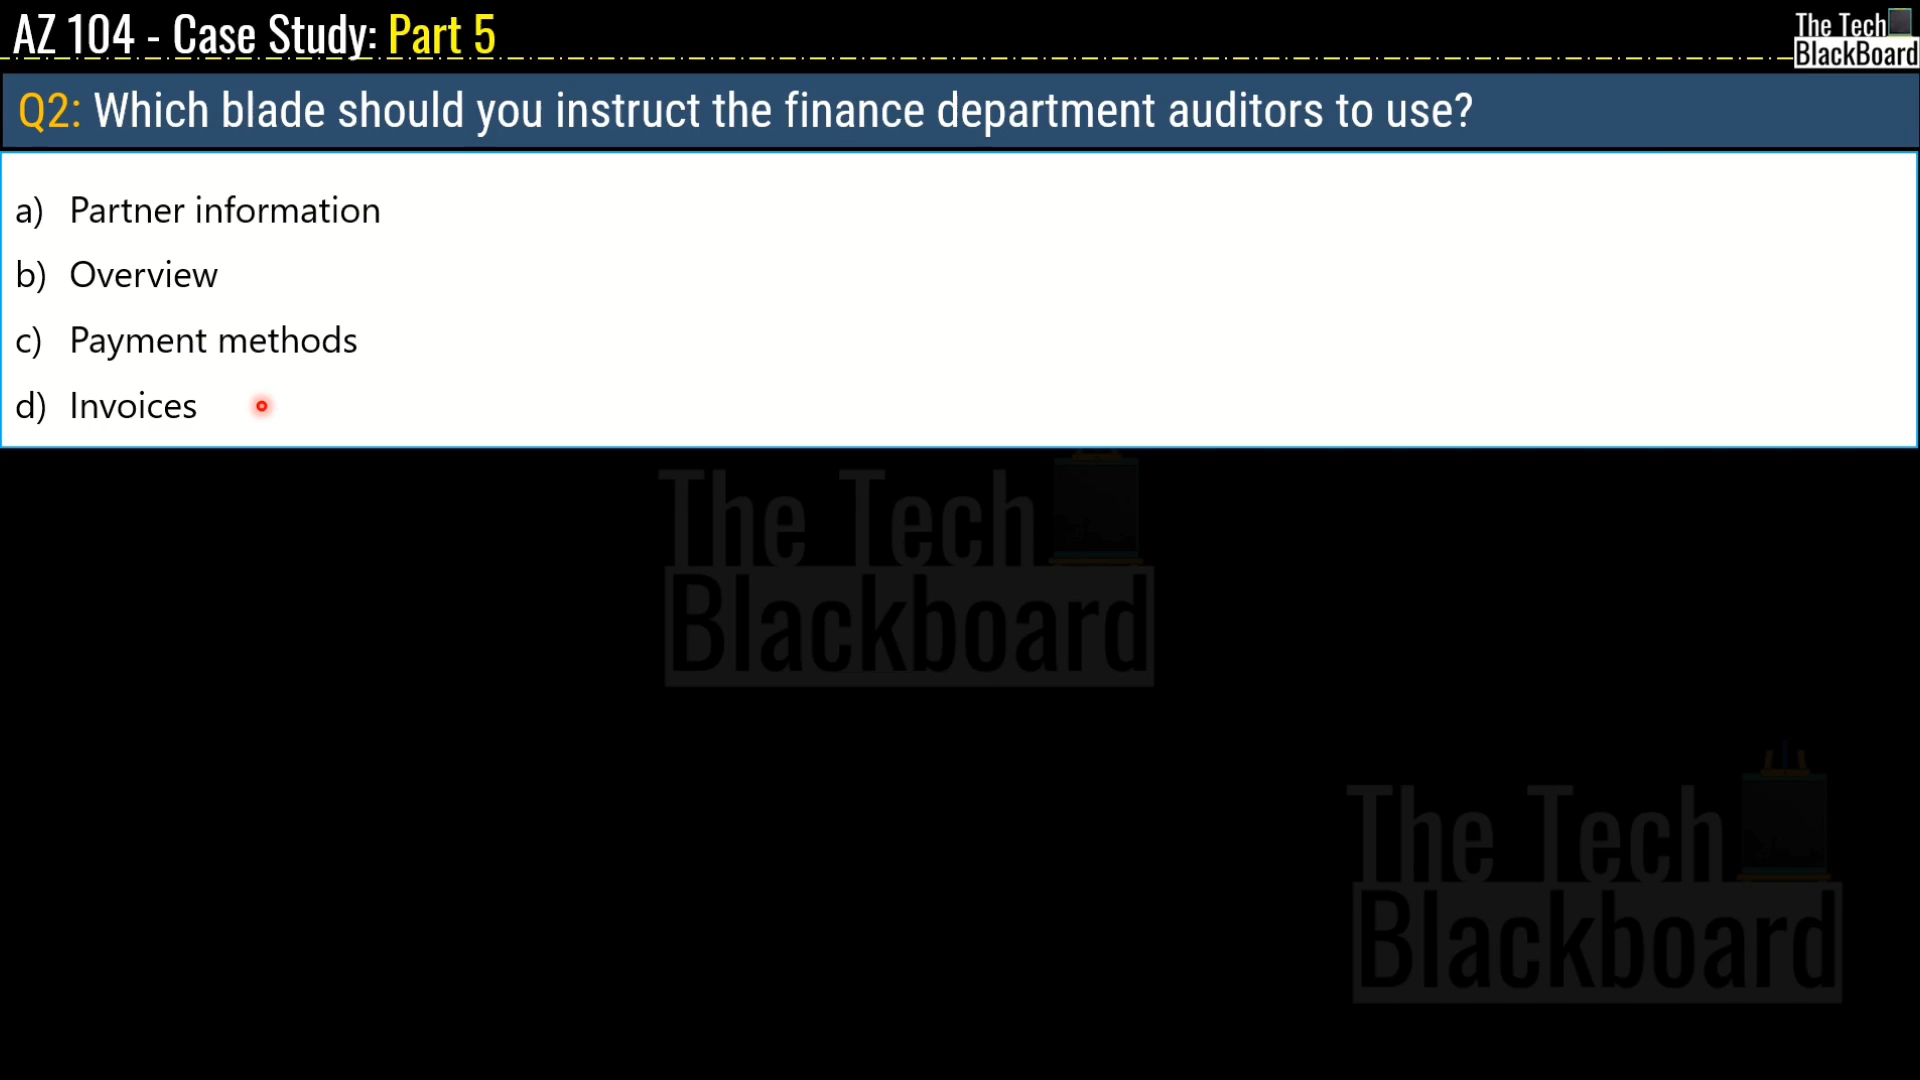 AZ 104 - Case Study: Part 5
The Tech
BlackBoard
Q2: Which blade should you instruct the finance department auditors to use?
a) Partner information
b) Overview
c) Payment methods
d) Invoices
The Tech
Blackboard
The Tech
Blackboard